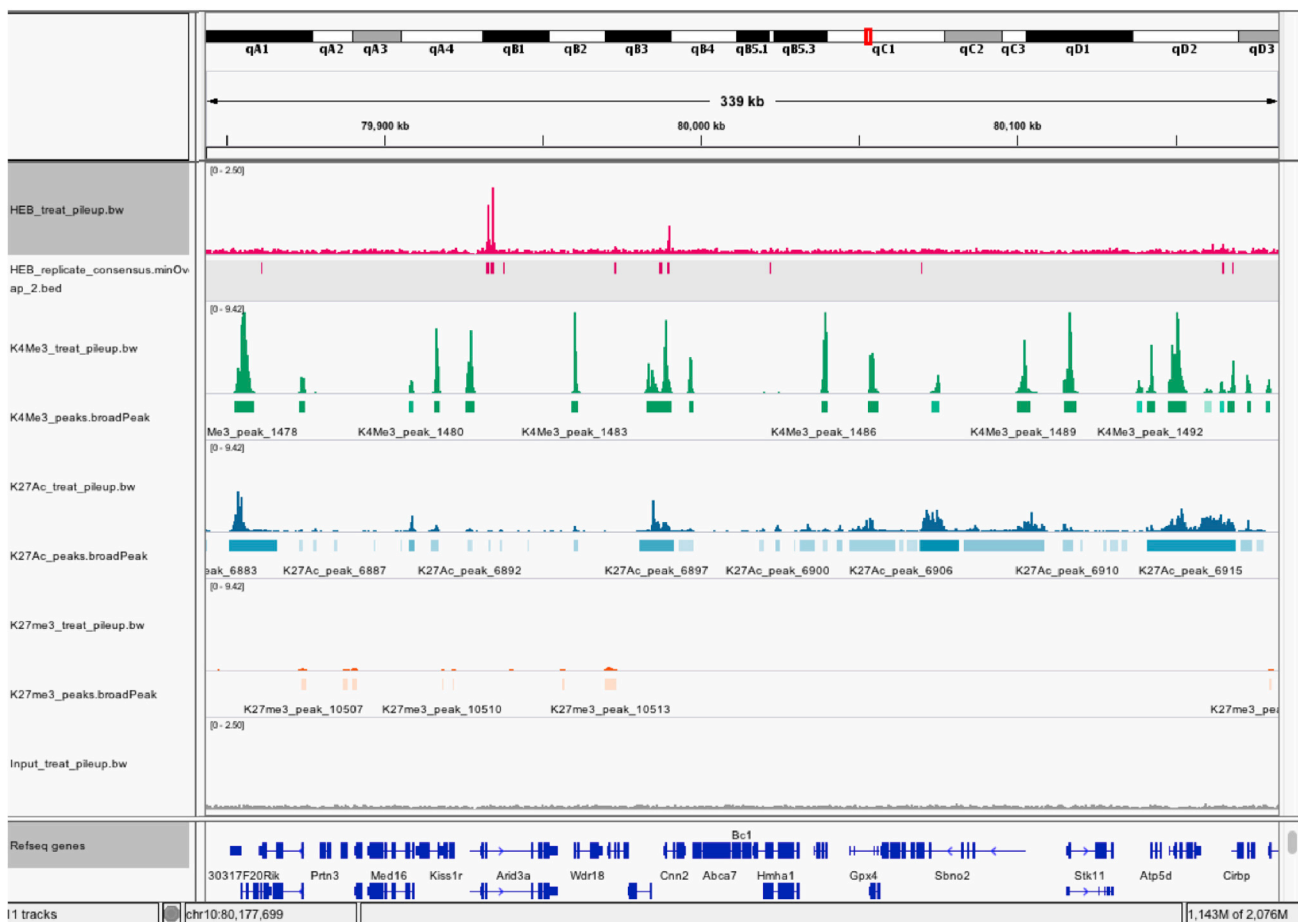 qA1 qA2 qA3 qA4 qB1 qB2 qB3 qB4 qB5.1 qB5.3 qC1 qC2 qC3 qD1 qD2 qD3
339 kb
79,900 kb 80,000 kb 80,100 kb
[0 - 2.50]
HEB_treat_pileup.bw
HEB_replicate_consensus.minOv
ap_2.bed
[0 - 9.42]
K4Me3_treat_pileup.bw
K4Me3_peaks.broadPeak
Me3_peak_1478 K4Me3_peak_1480 K4Me3_peak_1483 K4Me3_peak_1486 K4Me3_peak_1489 K4Me3_peak_1492
[0 - 9.42]
K27Ac_treat_pileup.bw
K27Ac_peaks.broadPeak
eak_6883 K27Ac_peak_6887 K27Ac_peak_6892 K27Ac_peak_6897 K27Ac_peak_6900 K27Ac_peak_6906 K27Ac_peak_6910 K27Ac_peak_6915
[0 - 9.42]
K27me3_treat_pileup.bw
K27me3_peaks.broadPeak
K27me3_peak_10507 K27me3_peak_10510 K27me3_peak_10513 K27me3_pea
[0 - 2.50]
Input_treat_pileup.bw
Bc1
Refseq genes
30317F20Rik Prtn3 Med16 Kiss1r Arid3a Wdr18 Cnn2 Abca7 Hmha1 Gpx4 Sbno2 Stk11 Atp5d Cirbp
11 tracks chr10:80,177,699 1,143M of 2,076M